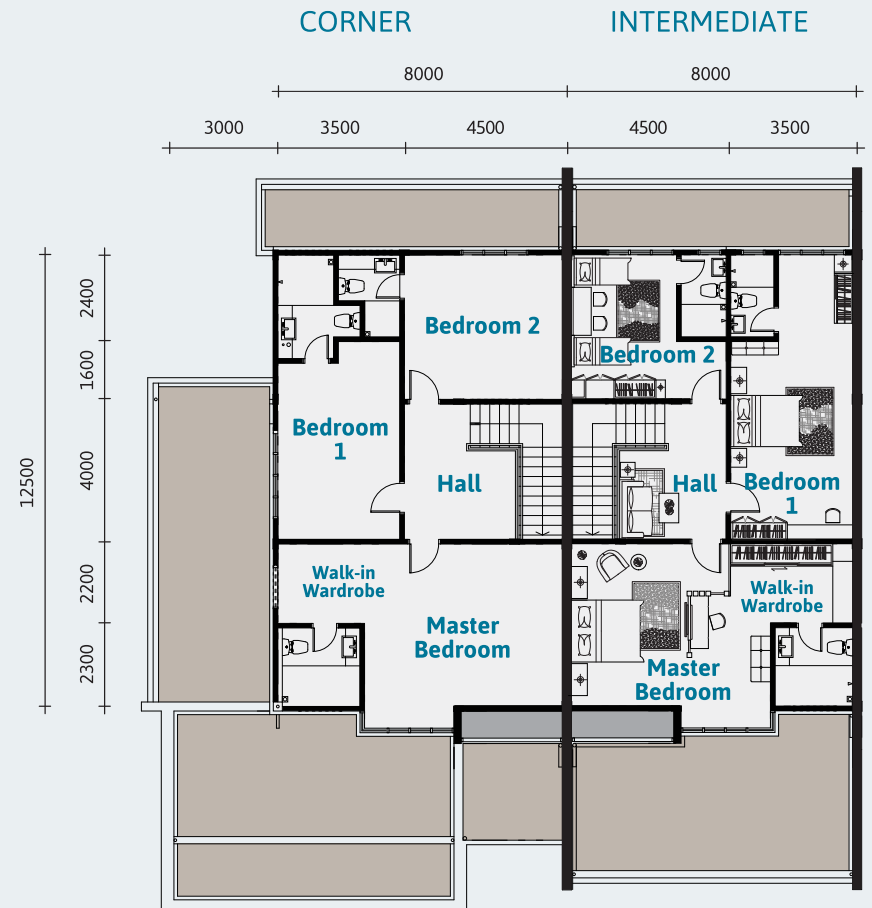 CORNER
INTERMEDIATE
8000
8000
3000
3500
4500
4500
3500
12500
2400
1600
4000
2200
2300
Bedroom 2
Bedroom 2
Bedroom
1
Hall
Hall
Bedroom
1
Walk-in
Wardrobe
Walk-in
Wardrobe
Master
Bedroom
Master
Bedroom